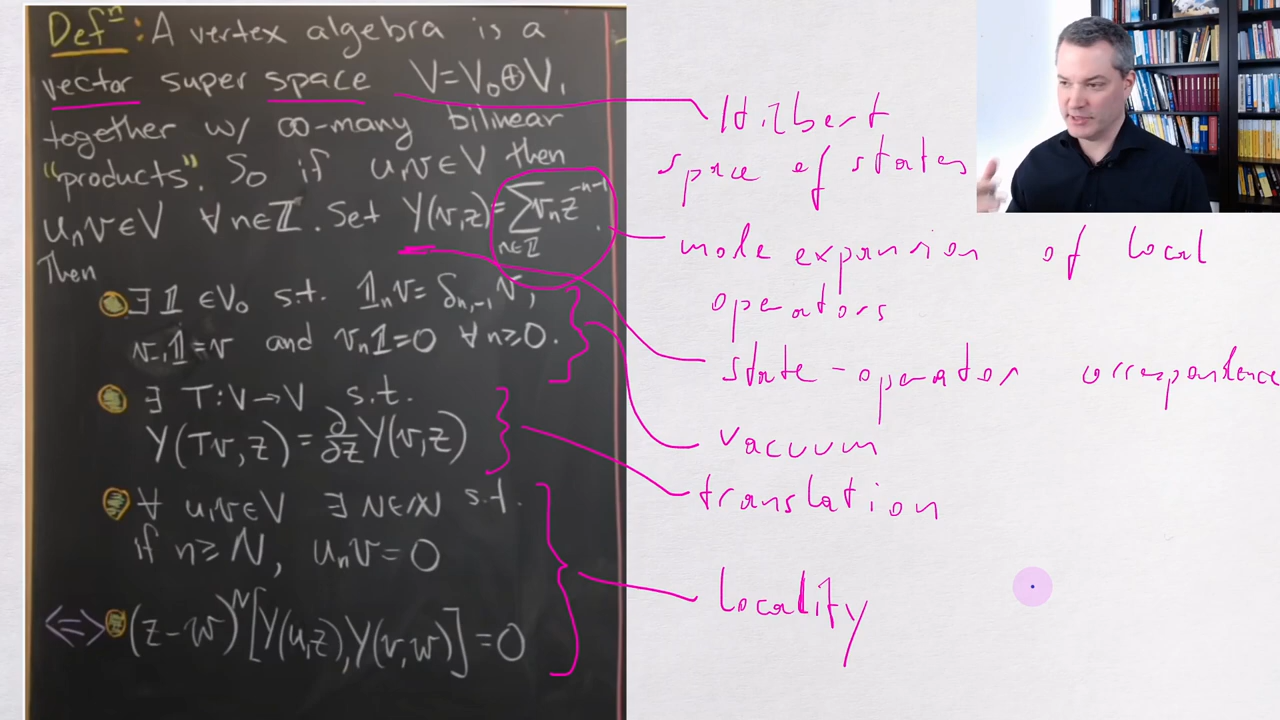 Defⁿ: A vertex algebra is a
vector super space V=V₀⊕V₁
together w/ ∞-many bilinear
"products". So if u,v∈V then
uₙv∈V ∀n∈ℤ. Set Y(v,z)=∑_{n∈ℤ} vₙz^{-n-1}.
Then
∃𝟙∈V₀ s.t. 𝟙ₙv=δ_{n,-1}v,
v₋₁𝟙=v and vₙ𝟙=0 ∀n≥0.
∃ T:V→V s.t.
Y(Tv,z)=∂/∂z Y(v,z)
∀ u,v∈V ∃N∈ℕ s.t.
if n≥N, uₙv=0
⟺ (z-w)^N[Y(u,z),Y(v,w)]=0
Hilbert
space of states
mode expansion of local
operators
state-operator correspondence
vacuum
translation
locality